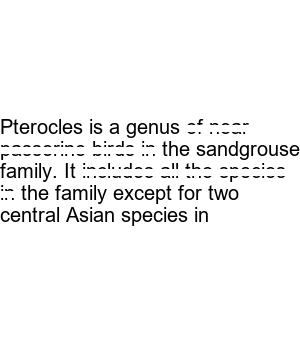 Pterocles is a genus of near
passerine birds in the sandgrouse
family. It includes all the species
in the family except for two
central Asian species in